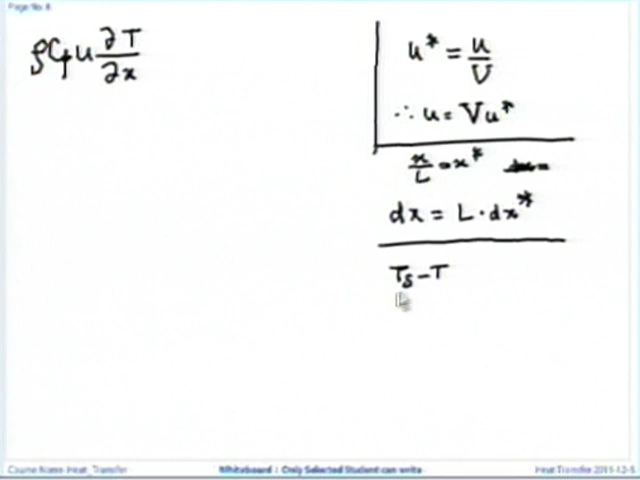 Page No. 8
ρCp u ∂T/∂x
u* = u/V
∴ u = Vu*
x/L = x*
dx = L · dx*
Ts – T
Course Name-Heat_Transfer
Whiteboard : Only Selected Student can write
Heat Transfer 2011-12-5